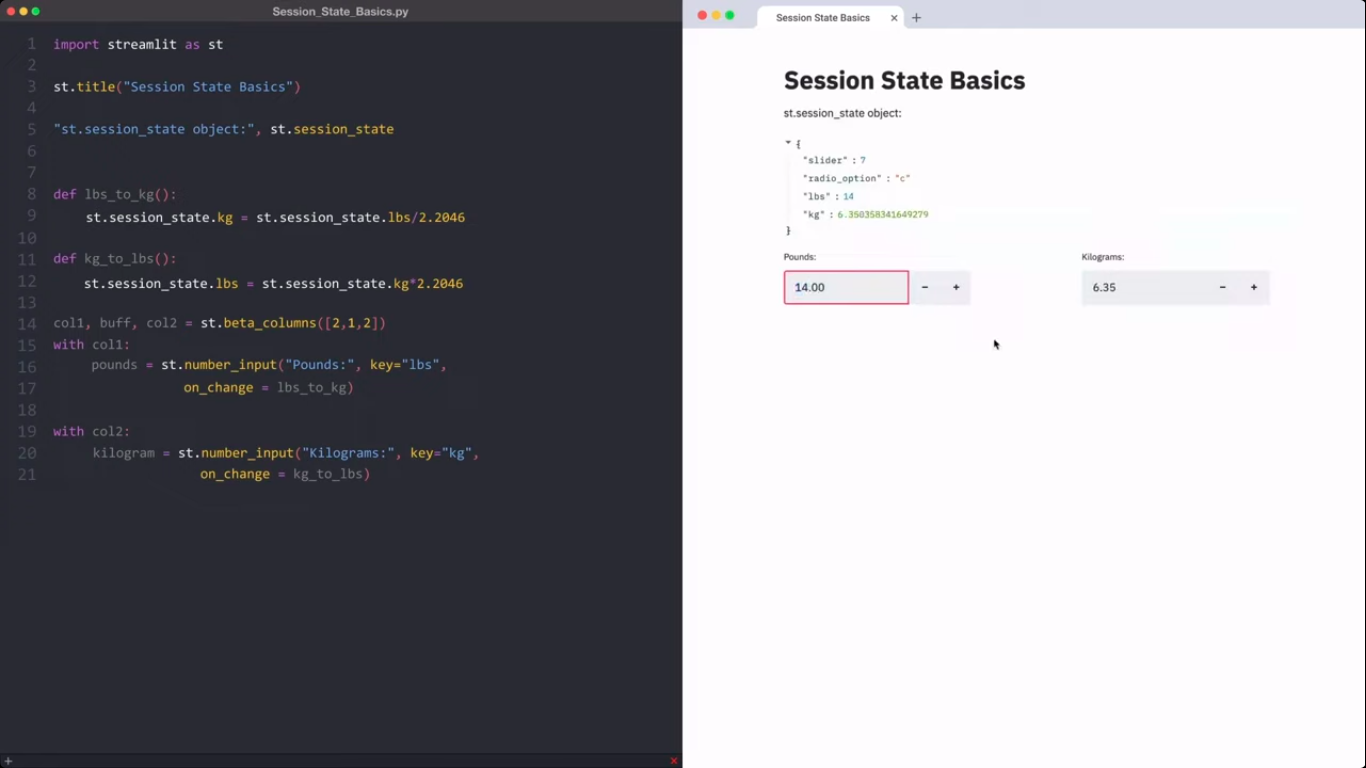 Session_State_Basics.py
1 import streamlit as st
2
3 st.title("Session State Basics")
4
5 "st.session_state object:", st.session_state
6
7
8 def lbs_to_kg():
9 st.session_state.kg = st.session_state.lbs/2.2046
10
11 def kg_to_lbs():
12 st.session_state.lbs = st.session_state.kg*2.2046
13
14 col1, buff, col2 = st.beta_columns([2,1,2])
15 with col1:
16 pounds = st.number_input("Pounds:", key="lbs",
17 on_change = lbs_to_kg)
18
19 with col2:
20 kilogram = st.number_input("Kilograms:", key="kg",
21 on_change = kg_to_lbs)
Session State Basics
Session State Basics
st.session_state object:
{
"slider" : 7
"radio_option" : "c"
"lbs" : 14
"kg" : 6.350358341649279
}
Pounds: Kilograms:
14.00 - + 6.35 - +